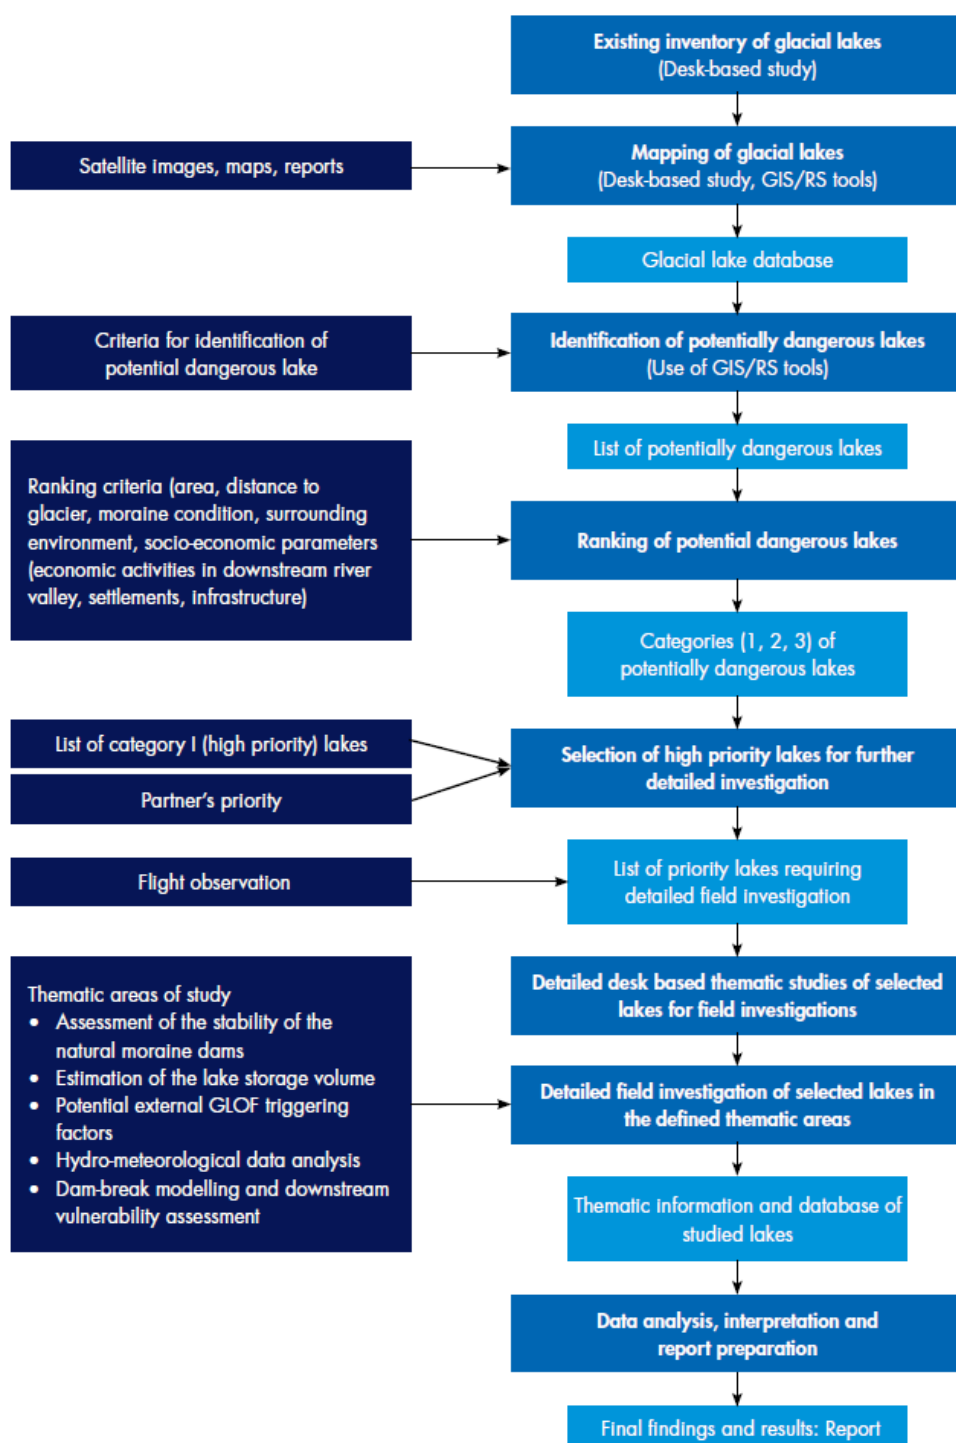 Existing inventory of glacial lakes
(Desk-based study)
Satellite images, maps, reports
Mapping of glacial lakes
(Desk-based study, GIS/RS tools)
Glacial lake database
Criteria for identification of
potential dangerous lake
Identification of potentially dangerous lakes
(Use of GIS/RS tools)
List of potentially dangerous lakes
Ranking criteria (area, distance to
glacier, moraine condition, surrounding
environment, socio-economic parameters
(economic activities in downstream river
valley, settlements, infrastructure)
Ranking of potential dangerous lakes
Categories (1, 2, 3) of
potentially dangerous lakes
List of category I (high priority) lakes
Partner’s priority
Selection of high priority lakes for further
detailed investigation
Flight observation
List of priority lakes requiring
detailed field investigation
Detailed desk based thematic studies of selected
lakes for field investigations
Thematic areas of study
• Assessment of the stability of the
natural moraine dams
• Estimation of the lake storage volume
• Potential external GLOF triggering
factors
• Hydro-meteorological data analysis
• Dam-break modelling and downstream
vulnerability assessment
Detailed field investigation of selected lakes in
the defined thematic areas
Thematic information and database of
studied lakes
Data analysis, interpretation and
report preparation
Final findings and results: Report